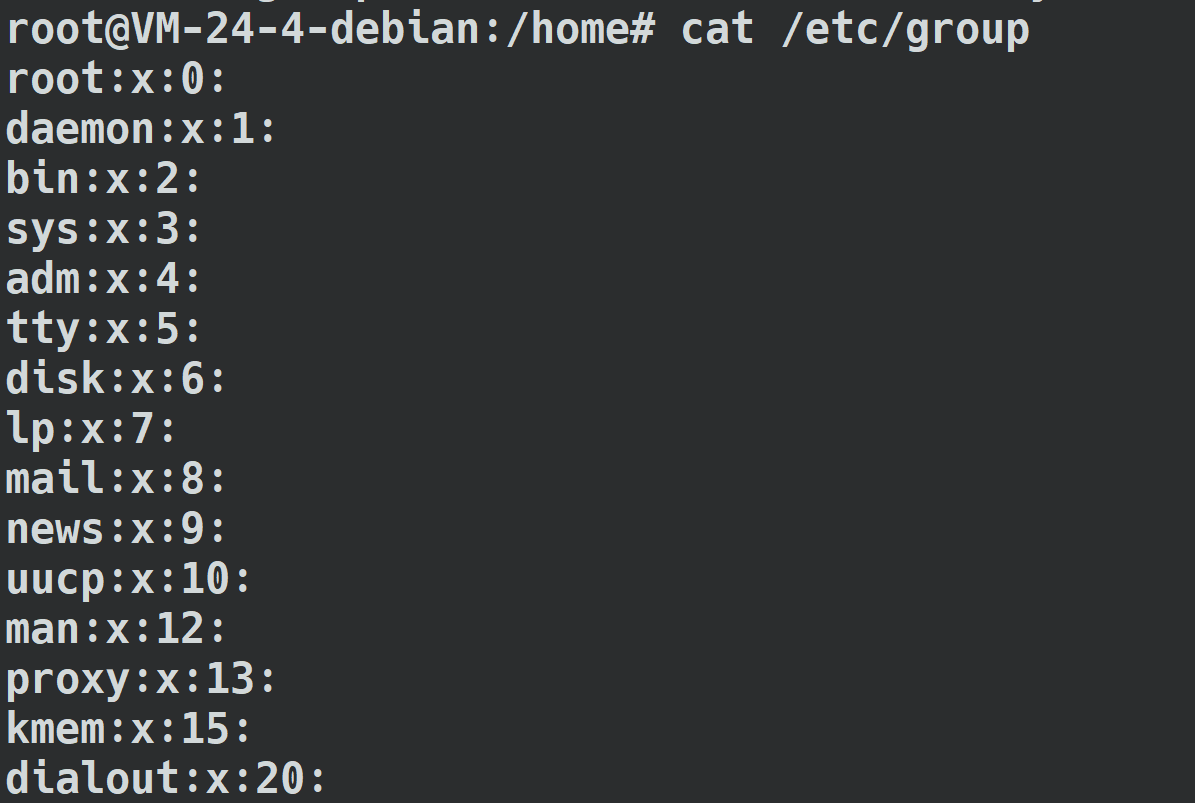 root@VM-24-4-debian:/home# cat /etc/group
root:x:0:
daemon:x:1:
bin:x:2:
sys:x:3:
adm:x:4:
tty:x:5:
disk:x:6:
lp:x:7:
mail:x:8:
news:x:9:
uucp:x:10:
man:x:12:
proxy:x:13:
kmem:x:15:
dialout:x:20: